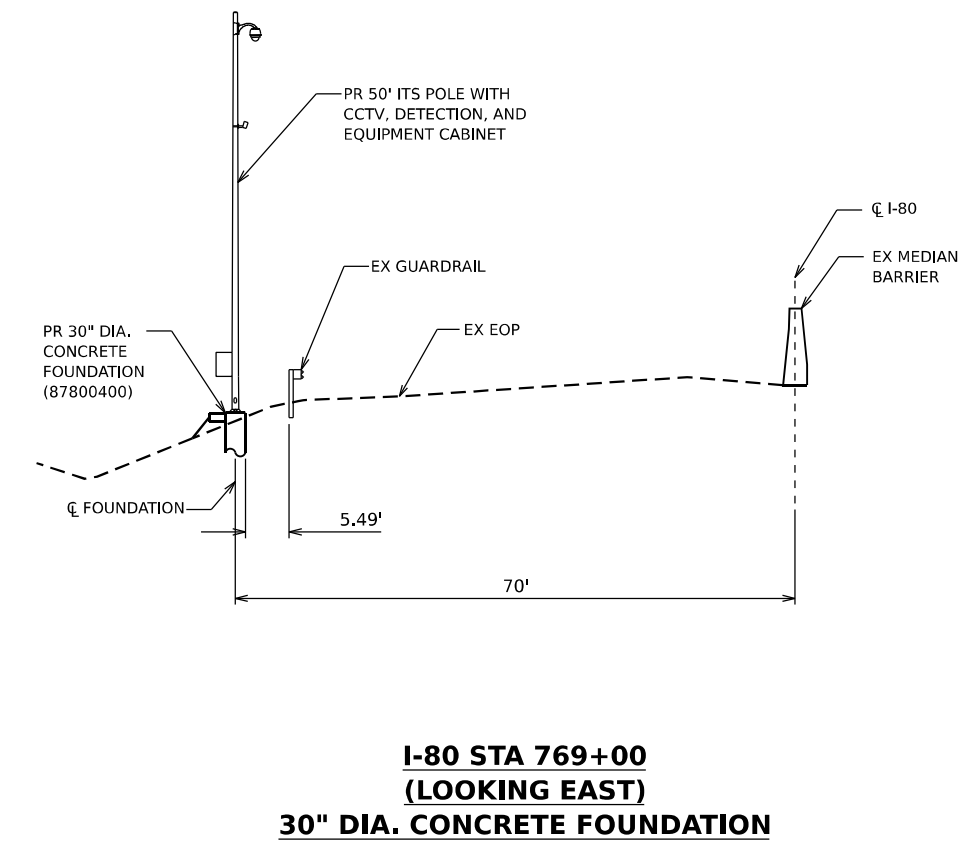 PR 50' ITS POLE WITH
CCTV, DETECTION, AND
EQUIPMENT CABINET
℄ I-80
EX MEDIAN
BARRIER
EX GUARDRAIL
EX EOP
PR 30" DIA.
CONCRETE
FOUNDATION
(87800400)
℄ FOUNDATION
5.49'
70'
I-80 STA 769+00
(LOOKING EAST)
30" DIA. CONCRETE FOUNDATION